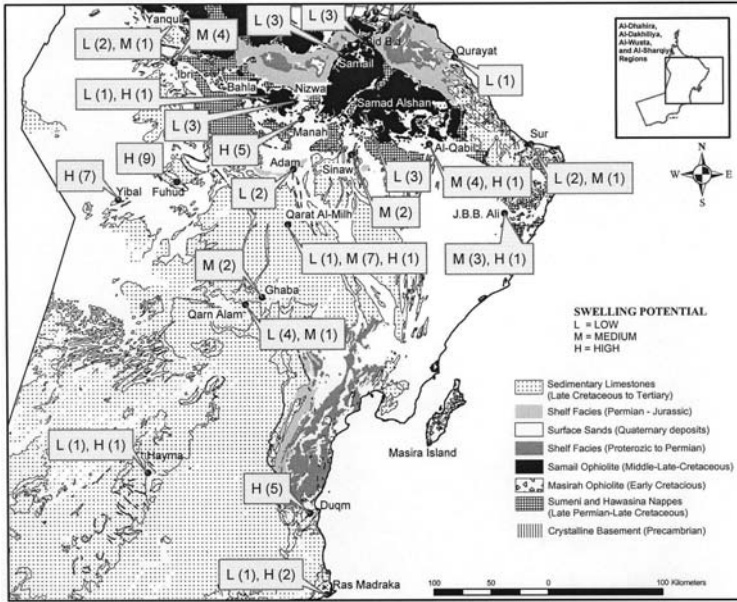 Yanqul
L (3)
L (3)
L (2), M (1)
M (4)
Samail
Qurayat
Ibri
L (1)
Al-Dhahira,
Al-Dakhiliya,
Al-Wusta,
and Al-Sharqiya
Regions
L (1), H (1)
Bahla
Nizwa
Samad Alshan
L (3)
Manah
H (5)
Al-Qabil
Sur
H (9)
Adam
Sinaw
L (3)
M (4), H (1)
L (2), M (1)
N
W
E
S
H (7)
Yibal
Fuhud
L (2)
M (2)
Qarat Al-Milh
J.B.B. Ali
L (1), M (7), H (1)
M (3), H (1)
M (2)
Ghaba
Qarn Alam
L (4), M (1)
SWELLING POTENTIAL
L = LOW
M = MEDIUM
H = HIGH
Sedimentary Limestones
(Late Cretaceous to Tertiary)
Shelf Facies (Permian - Jurassic)
Surface Sands (Quaternary deposits)
Shelf Facies (Proterozic to Permian)
Samail Ophiolite (Middle-Late-Cretaceous)
Masirah Ophiolite (Early Cretacious)
Sumeni and Hawasina Nappes
(Late Permian-Late Cretaceous)
Crystalline Basement (Precambrian)
Masira Island
L (1), H (1)
Hayma
H (5)
Duqm
L (1), H (2)
Ras Madraka
100 50 0 100 Kilometers